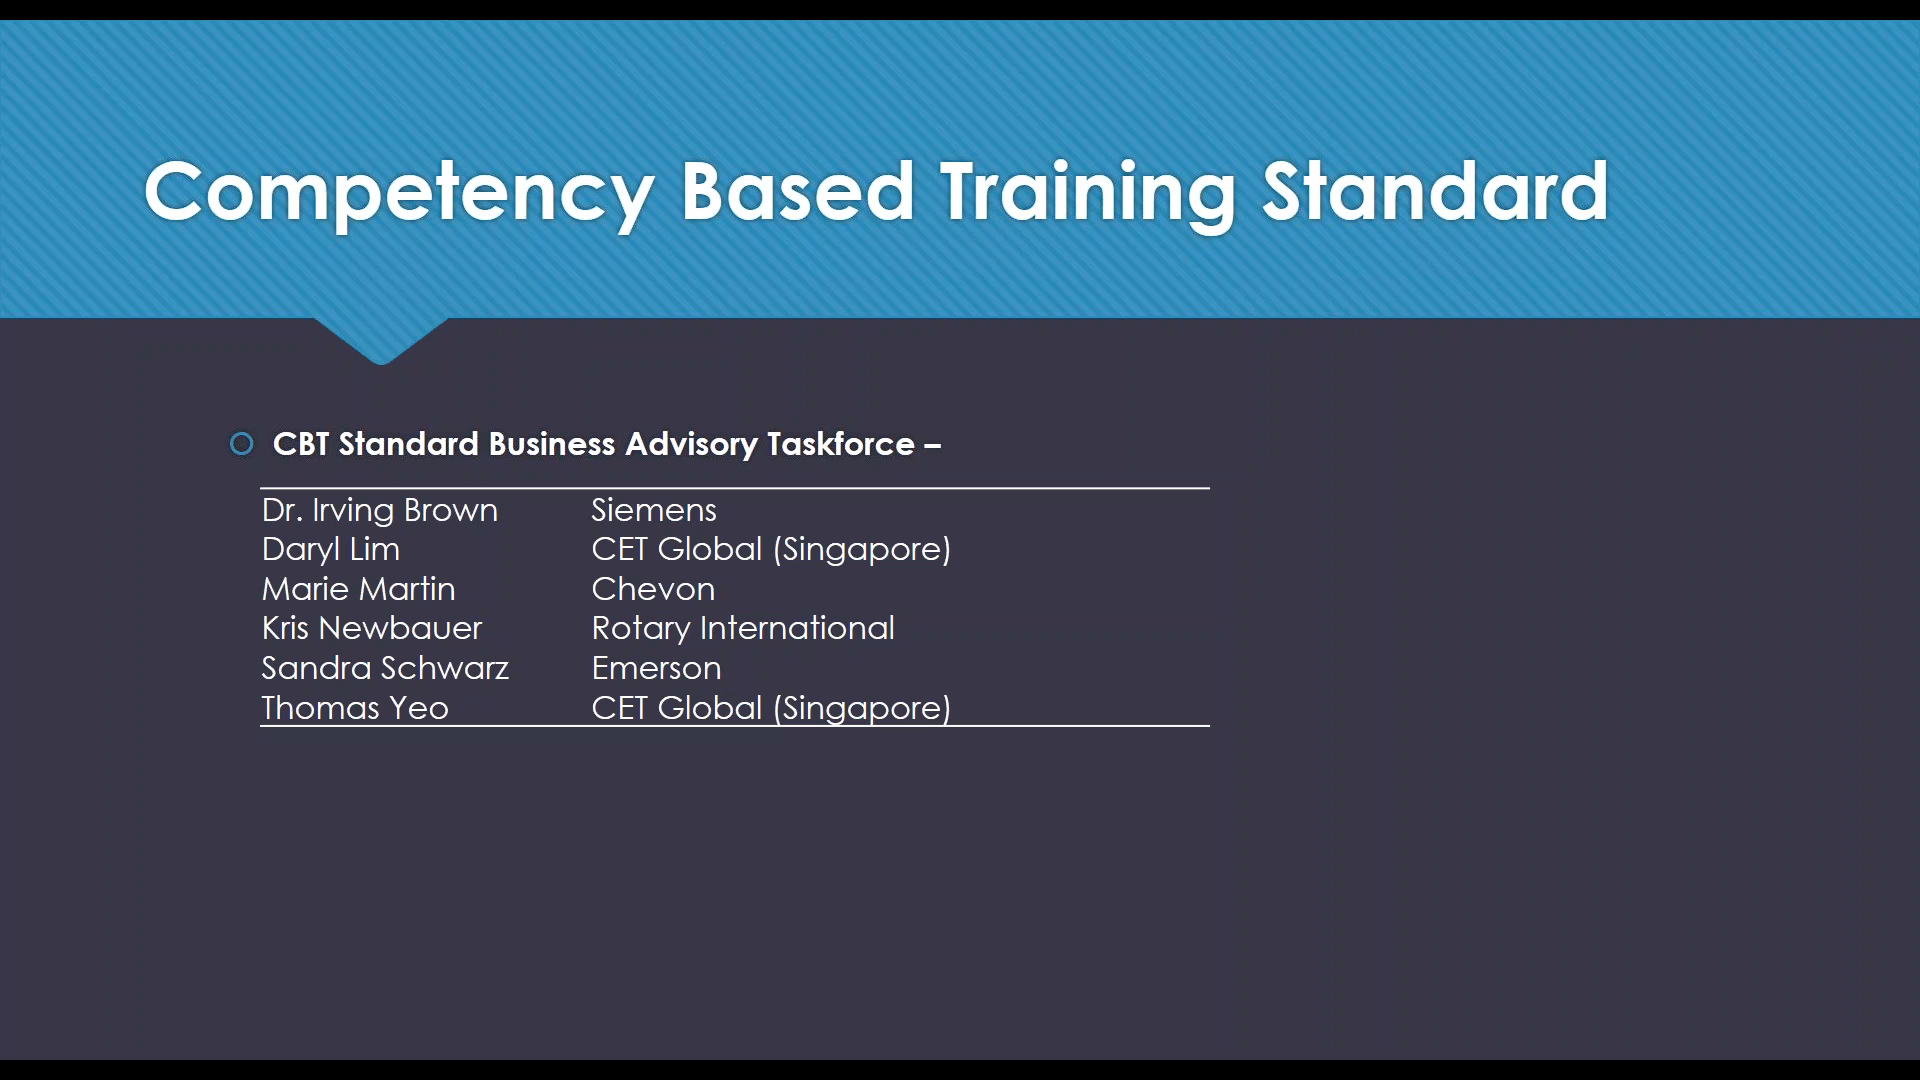 Competency Based Training Standard
CBT Standard Business Advisory Taskforce –
Dr. Irving Brown Siemens
Daryl Lim CET Global (Singapore)
Marie Martin Chevon
Kris Newbauer Rotary International
Sandra Schwarz Emerson
Thomas Yeo CET Global (Singapore)